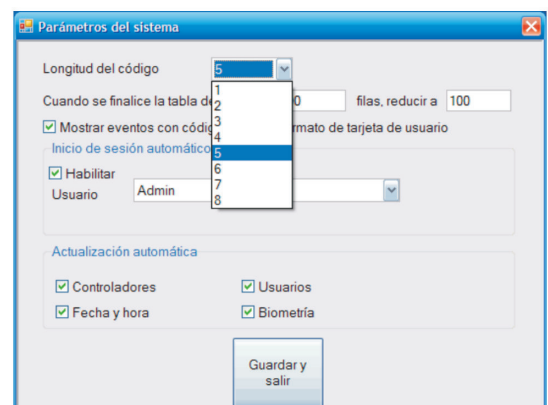 Parámetros del sistema
Longitud del código 5
1
2
3
4
5
6
7
8
Cuando se finalice la tabla de 0 filas, reducir a 100
Mostrar eventos con códig rmato de tarjeta de usuario
Inicio de sesión automático
Habilitar
Usuario Admin
Actualización automática
Controladores Usuarios
Fecha y hora Biometría
Guardar y
salir